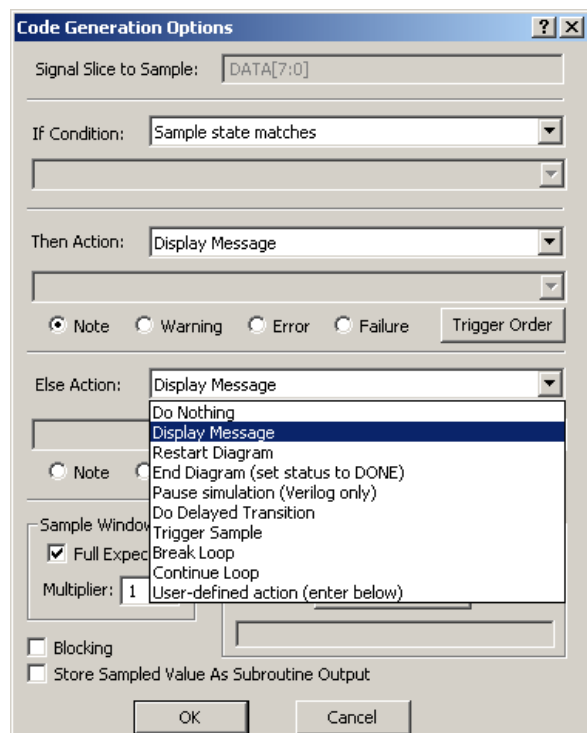 Code Generation Options
Signal Slice to Sample: DATA[7:0]
If Condition: Sample state matches
Then Action: Display Message
Note Warning Error Failure Trigger Order
Else Action: Display Message
Do Nothing
Display Message
Restart Diagram
Note End Diagram (set status to DONE)
Pause simulation (Verilog only)
Do Delayed Transition
Sample Window Trigger Sample
Full Expec Break Loop
Continue Loop
Multiplier: 1 User-defined action (enter below)
Blocking
Store Sampled Value As Subroutine Output
OK Cancel